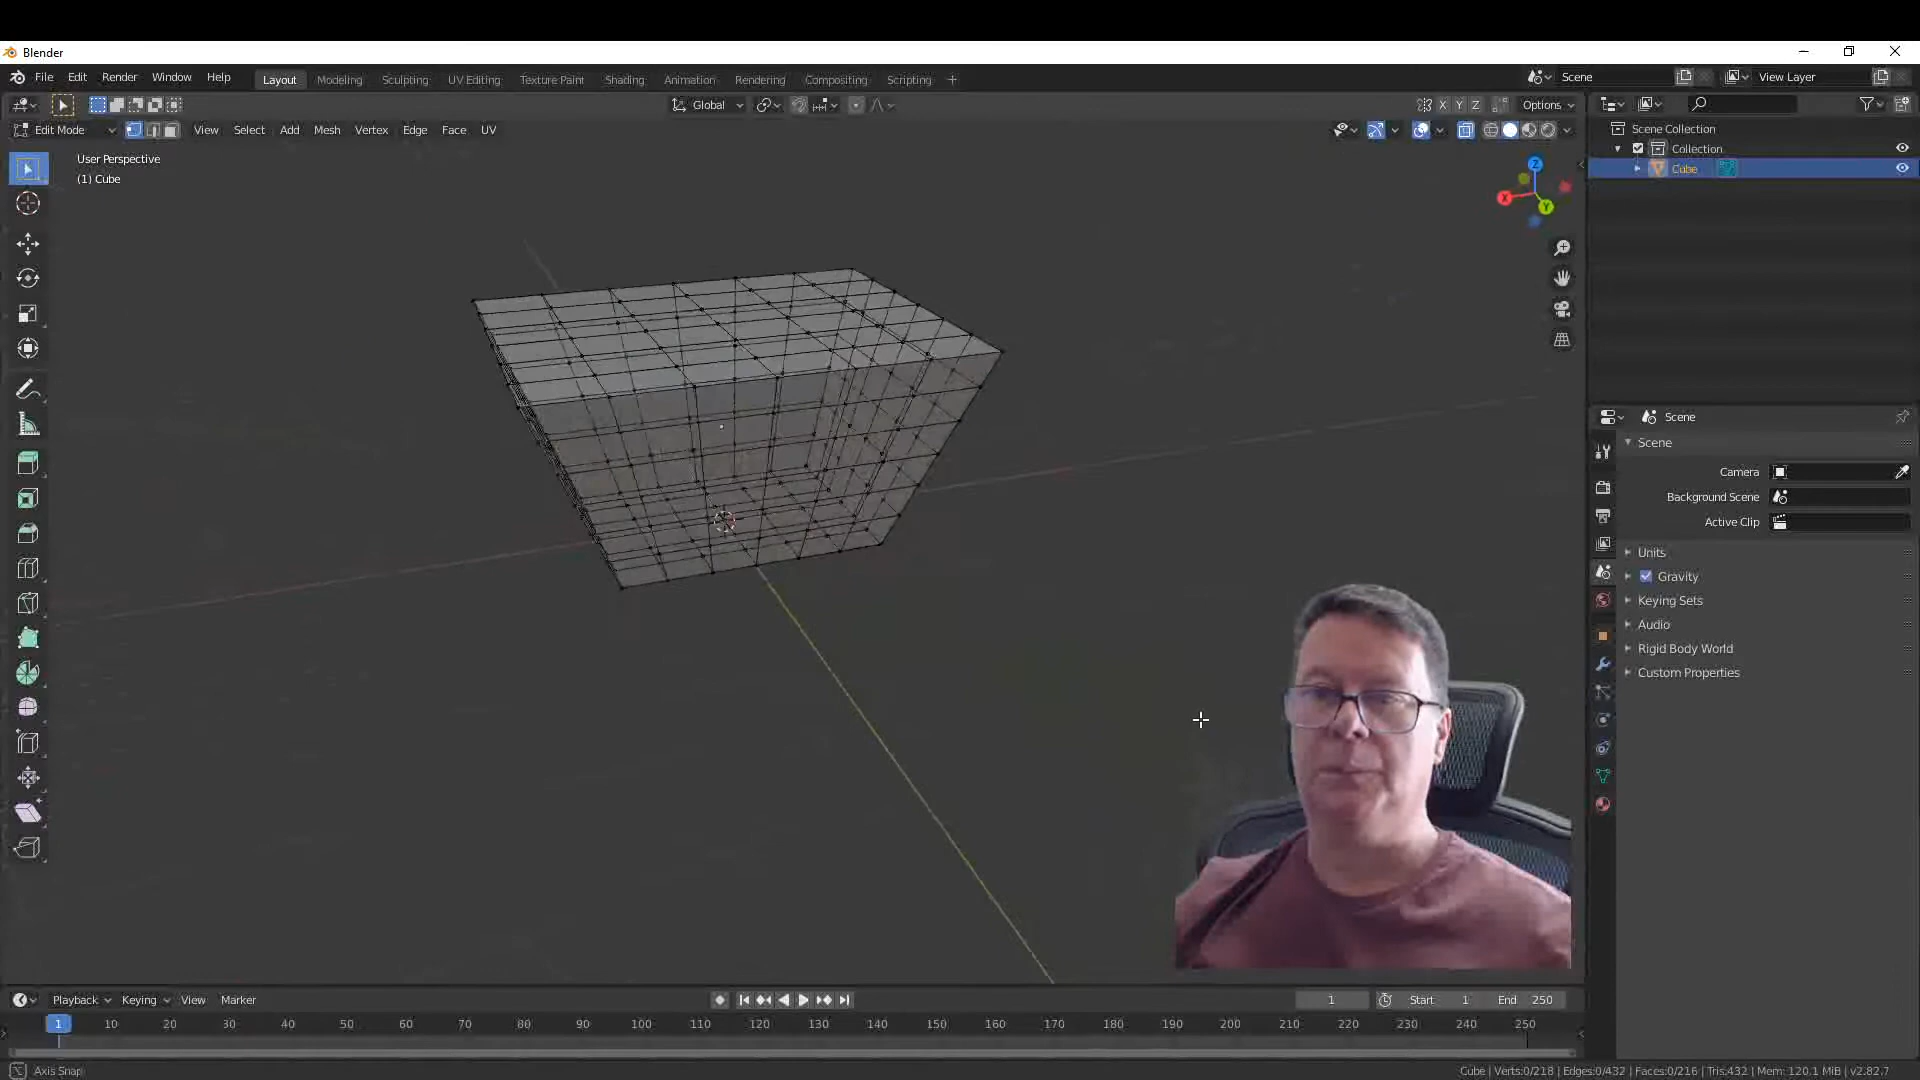 Blender
File Edit Render Window Help Layout Modeling Sculpting UV Editing Texture Paint Shading Animation Rendering Compositing Scripting + Scene View Layer
Global X Y Z Options
Edit Mode View Select Add Mesh Vertex Edge Face UV
User Perspective
(1) Cube
Z
X
Y
Scene Collection
Collection
Cube
Scene
Scene
Camera
Background Scene
Active Clip
Units
Gravity
Keying Sets
Audio
Rigid Body World
Custom Properties
Playback Keying View Marker 1 Start 1 End 250
1 10 20 30 40 50 60 70 80 90 100 110 120 130 140 150 160 170 180 190 200 210 220 230 240 250
Axis Snap
Cube | Verts:0/218 | Edges:0/432 | Faces:0/216 | Tris:432 | Mem: 120.1 MiB | v2.82.7